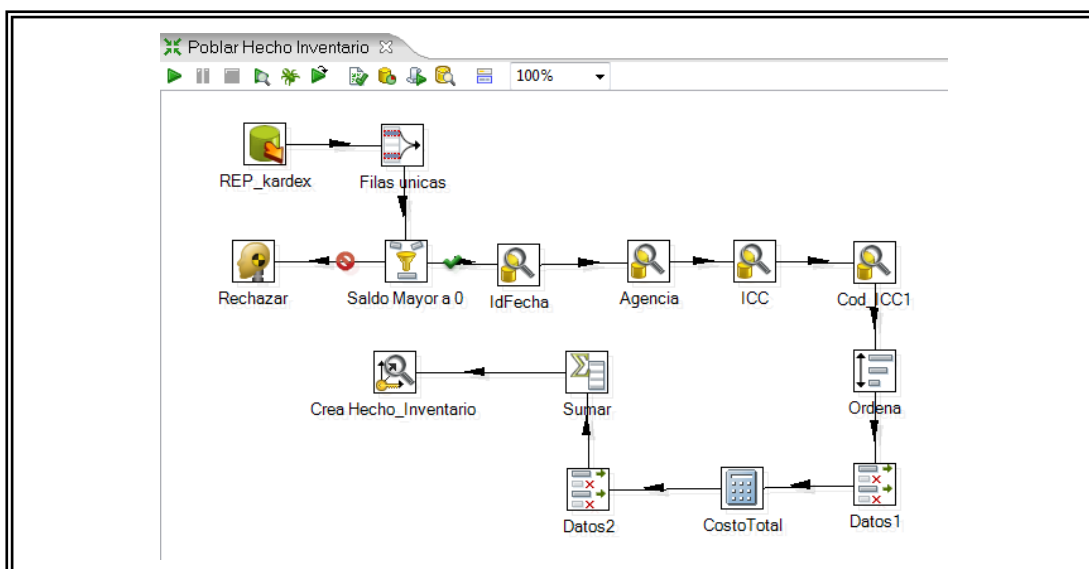 Poblar Hecho Inventario
100%
REP_kardex
Filas unicas
Rechazar
Saldo Mayor a 0
IdFecha
Agencia
ICC
Cod_ICC1
Crea Hecho_Inventario
Sumar
Ordena
Datos2
CostoTotal
Datos1